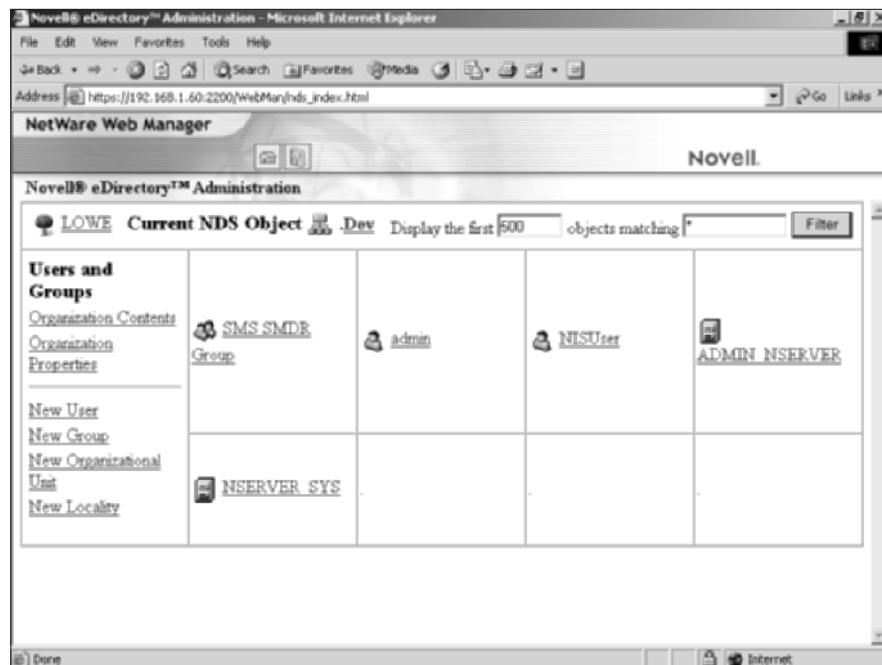 Novell® eDirectory™ Administration - Microsoft Internet Explorer
File Edit View Favorites Tools Help
Back Search Favorites Media
Address https://192.168.1.60:2200/WebMan/nds_index.html Go Links
NetWare Web Manager
Novell.
Novell® eDirectory™ Administration
LOWE Current NDS Object .Dev Display the first 500 objects matching * Filter
Users and
Groups
Organization Contents
Organization
Properties
New User
New Group
New Organizational
Unit
New Locality
SMS SMDR
Group
admin
NISUser
ADMIN_NSERVER
NSERVER_SYS
Done Internet